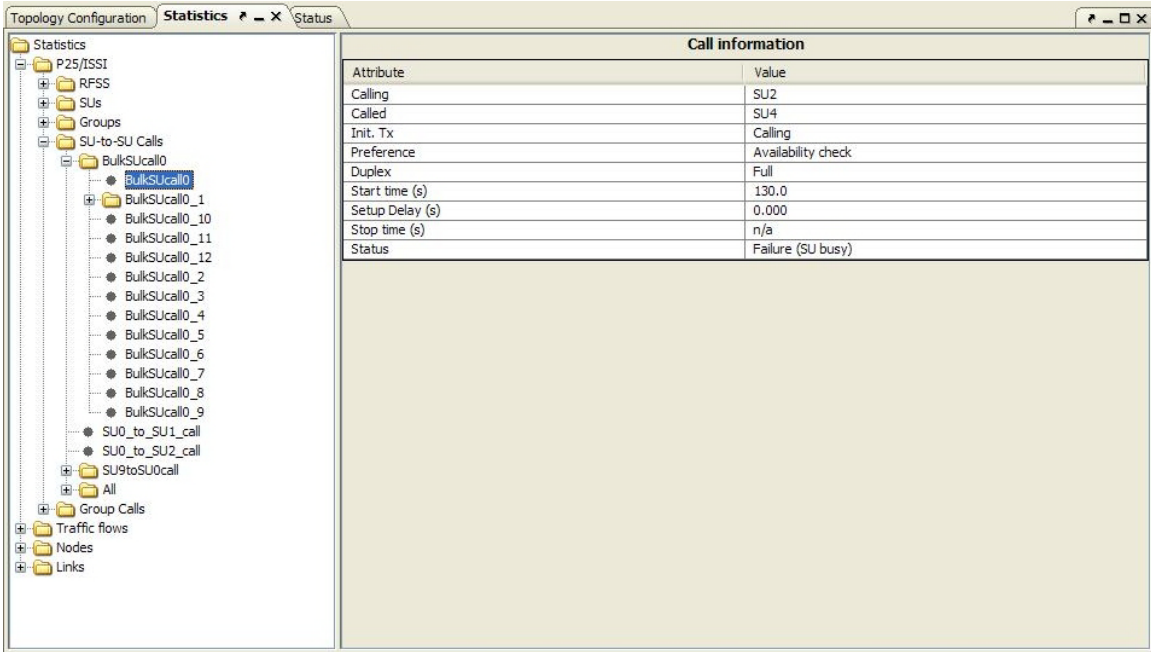 Topology Configuration
Statistics
Status
Statistics
P25/ISSI
RFSS
SUs
Groups
SU-to-SU Calls
BulkSUcall0
BulkSUcall0
BulkSUcall0_1
BulkSUcall0_10
BulkSUcall0_11
BulkSUcall0_12
BulkSUcall0_2
BulkSUcall0_3
BulkSUcall0_4
BulkSUcall0_5
BulkSUcall0_6
BulkSUcall0_7
BulkSUcall0_8
BulkSUcall0_9
SU0_to_SU1_call
SU0_to_SU2_call
SU9toSU0call
All
Group Calls
Traffic flows
Nodes
Links
Call information
Attribute Value
Calling SU2
Called SU4
Init. Tx Calling
Preference Availability check
Duplex Full
Start time (s) 130.0
Setup Delay (s) 0.000
Stop time (s) n/a
Status Failure (SU busy)